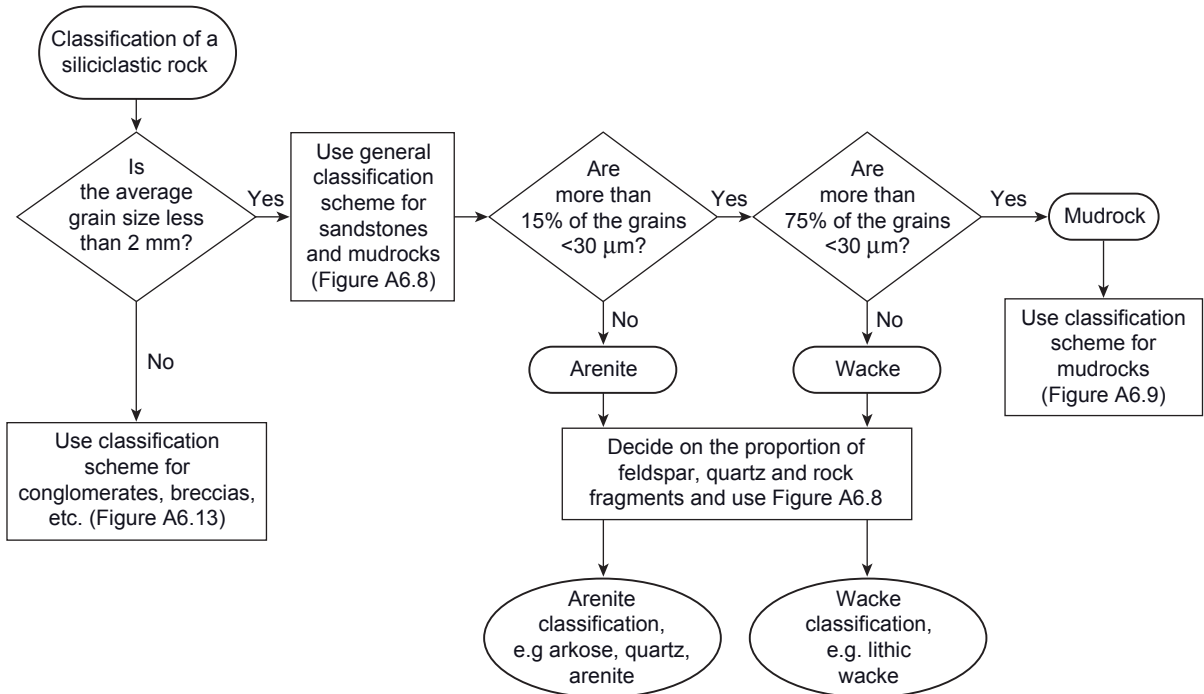 Classification of a
siliciclastic rock
Is
the average
grain size less
than 2 mm?
Yes
No
Use classification
scheme for
conglomerates, breccias,
etc. (Figure A6.13)
Use general
classification
scheme for
sandstones
and mudrocks
(Figure A6.8)
Are
more than
15% of the grains
<30 μm?
Yes
No
Arenite
Are
more than
75% of the grains
<30 μm?
Yes
No
Wacke
Mudrock
Use classification
scheme for
mudrocks
(Figure A6.9)
Decide on the proportion of
feldspar, quartz and rock
fragments and use Figure A6.8
Arenite
classification,
e.g arkose, quartz,
arenite
Wacke
classification,
e.g. lithic
wacke